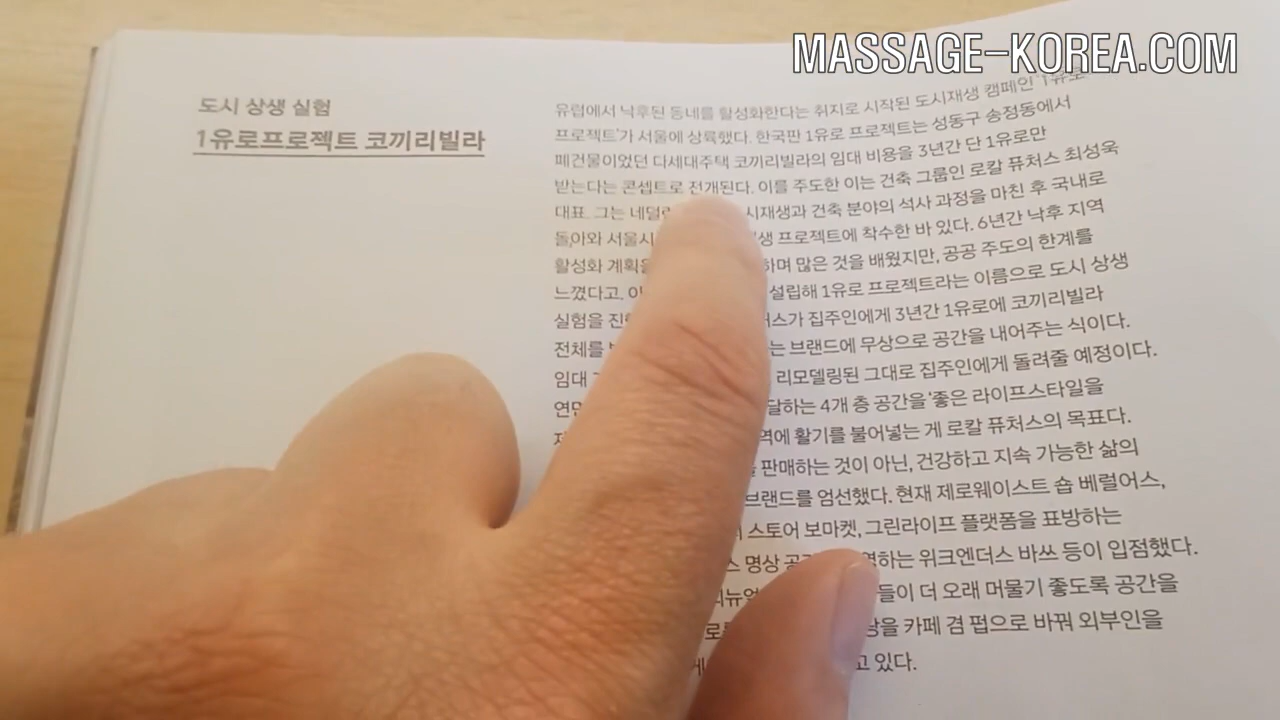 MASSAGE-KOREA.COM
도시 상생 실험
1유로프로젝트 코끼리빌라
유럽에서 낙후된 동네를 활성화한다는 취지로 시작된 도시재생 캠페인 '1유로
프로젝트'가 서울에 상륙했다. 한국판 1유로 프로젝트는 성동구 송정동에서
폐건물이었던 다세대주택 코끼리빌라의 임대 비용을 3년간 단 1유로만
받는다는 콘셉트로 전개된다. 이를 주도한 이는 건축 그룹인 로칼 퓨처스 최성욱
대표. 그는 시재생과 건축 분야의 석사 과정을 마친 후 국내로
돌아와 서울시 생 프로젝트에 착수한 바 있다. 6년간 낙후 지역
활성화 계획을 하며 많은 것을 배웠지만, 공공 주도의 한계를
느꼈다고. 설립해 1유로 프로젝트라는 이름으로 도시 상생
실험을 스가 집주인에게 3년간 1유로에 코끼리빌라
전체를 는 브랜드에 무상으로 공간을 내어주는 식이다.
임대 리모델링된 그대로 집주인에게 돌려줄 예정이다.
달하는 4개 층 공간을 '좋은 라이프스타일을
역에 활기를 불어넣는 게 로칼 퓨처스의 목표다.
판매하는 것이 아닌, 건강하고 지속 가능한 삶의
브랜드를 엄선했다. 현재 제로웨이스트 숍 베럴어스,
스토어 보마켓, 그린라이프 플랫폼을 표방하는
스 명상 하는 위크엔더스 바쓰 등이 입점했다.
들이 더 오래 머물기 좋도록 공간을
을 카페 겸 펍으로 바꿔 외부인을
고 있다.